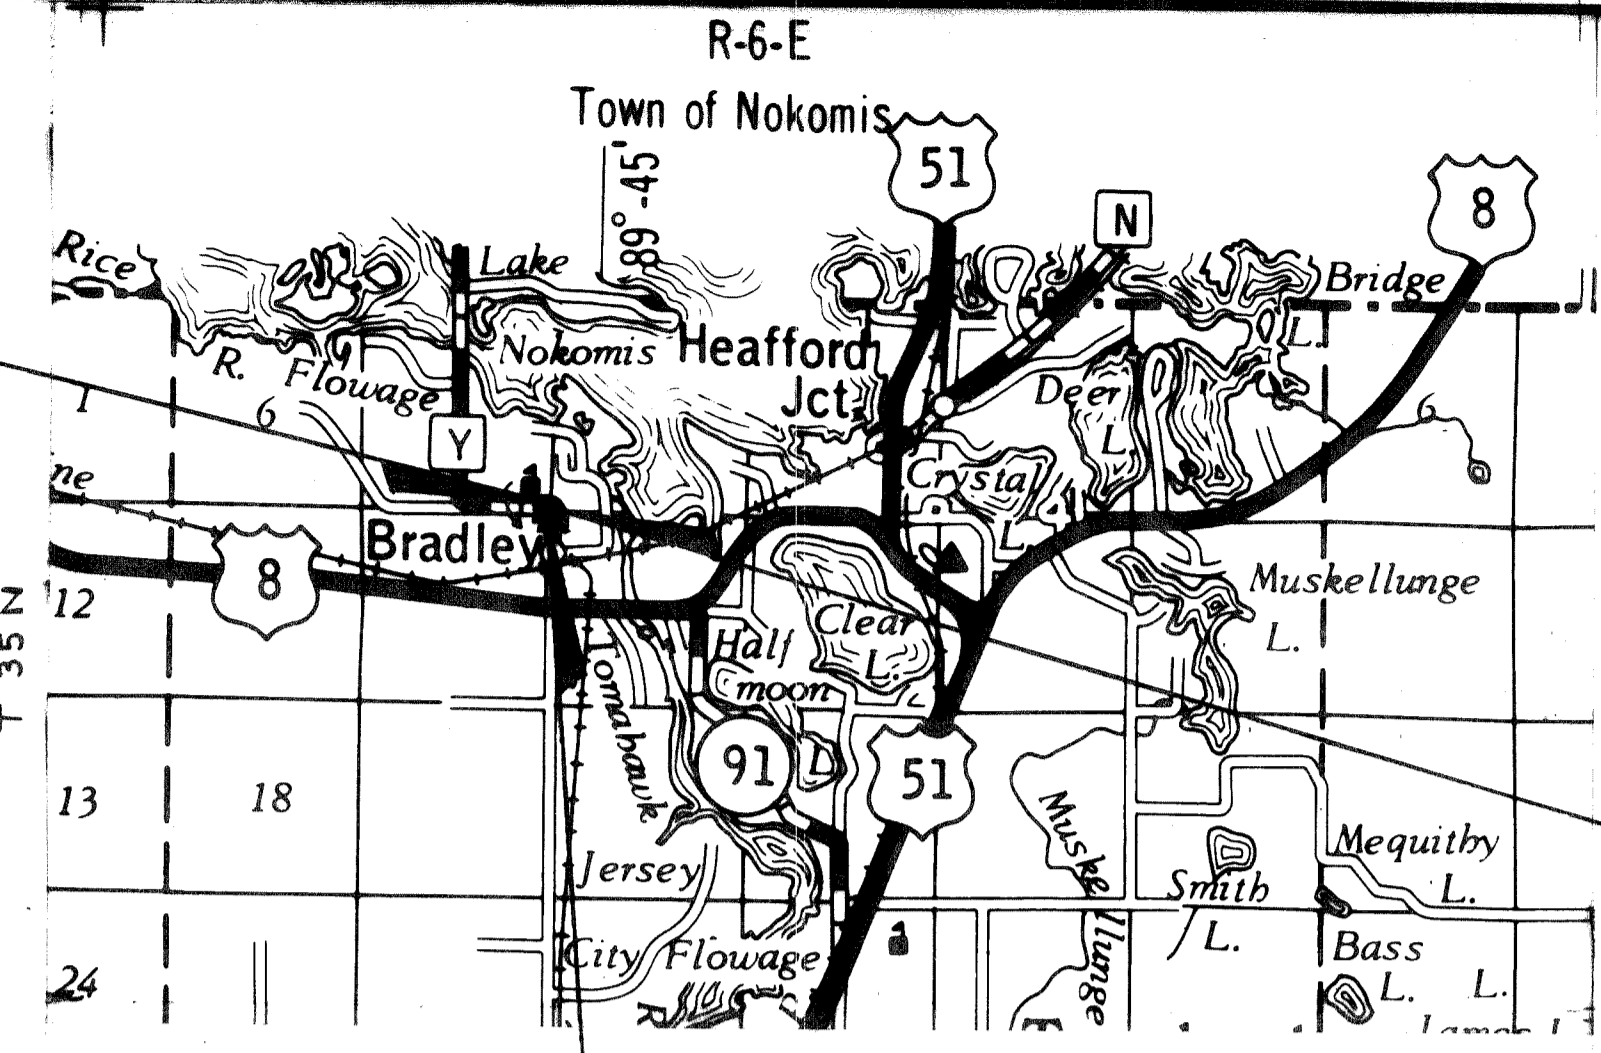 R-6-E
Town of Nokomis
51
89°-45'
N
8
Rice
Lake
Bridge
R. Flowage
Nokomis
Heafford
Jct.
L.
Deer
L.
1
6
6
Y
ne
Crystal
L.
Bradley
8
Muskellunge
L.
12
T 35 N
Clear
L.
Half
moon
L.
Tomahawk
91
51
13
18
Muskellunge
Mequithy
L.
Jersey
Smith
L.
City Flowage
Bass
L.
L.
24
R